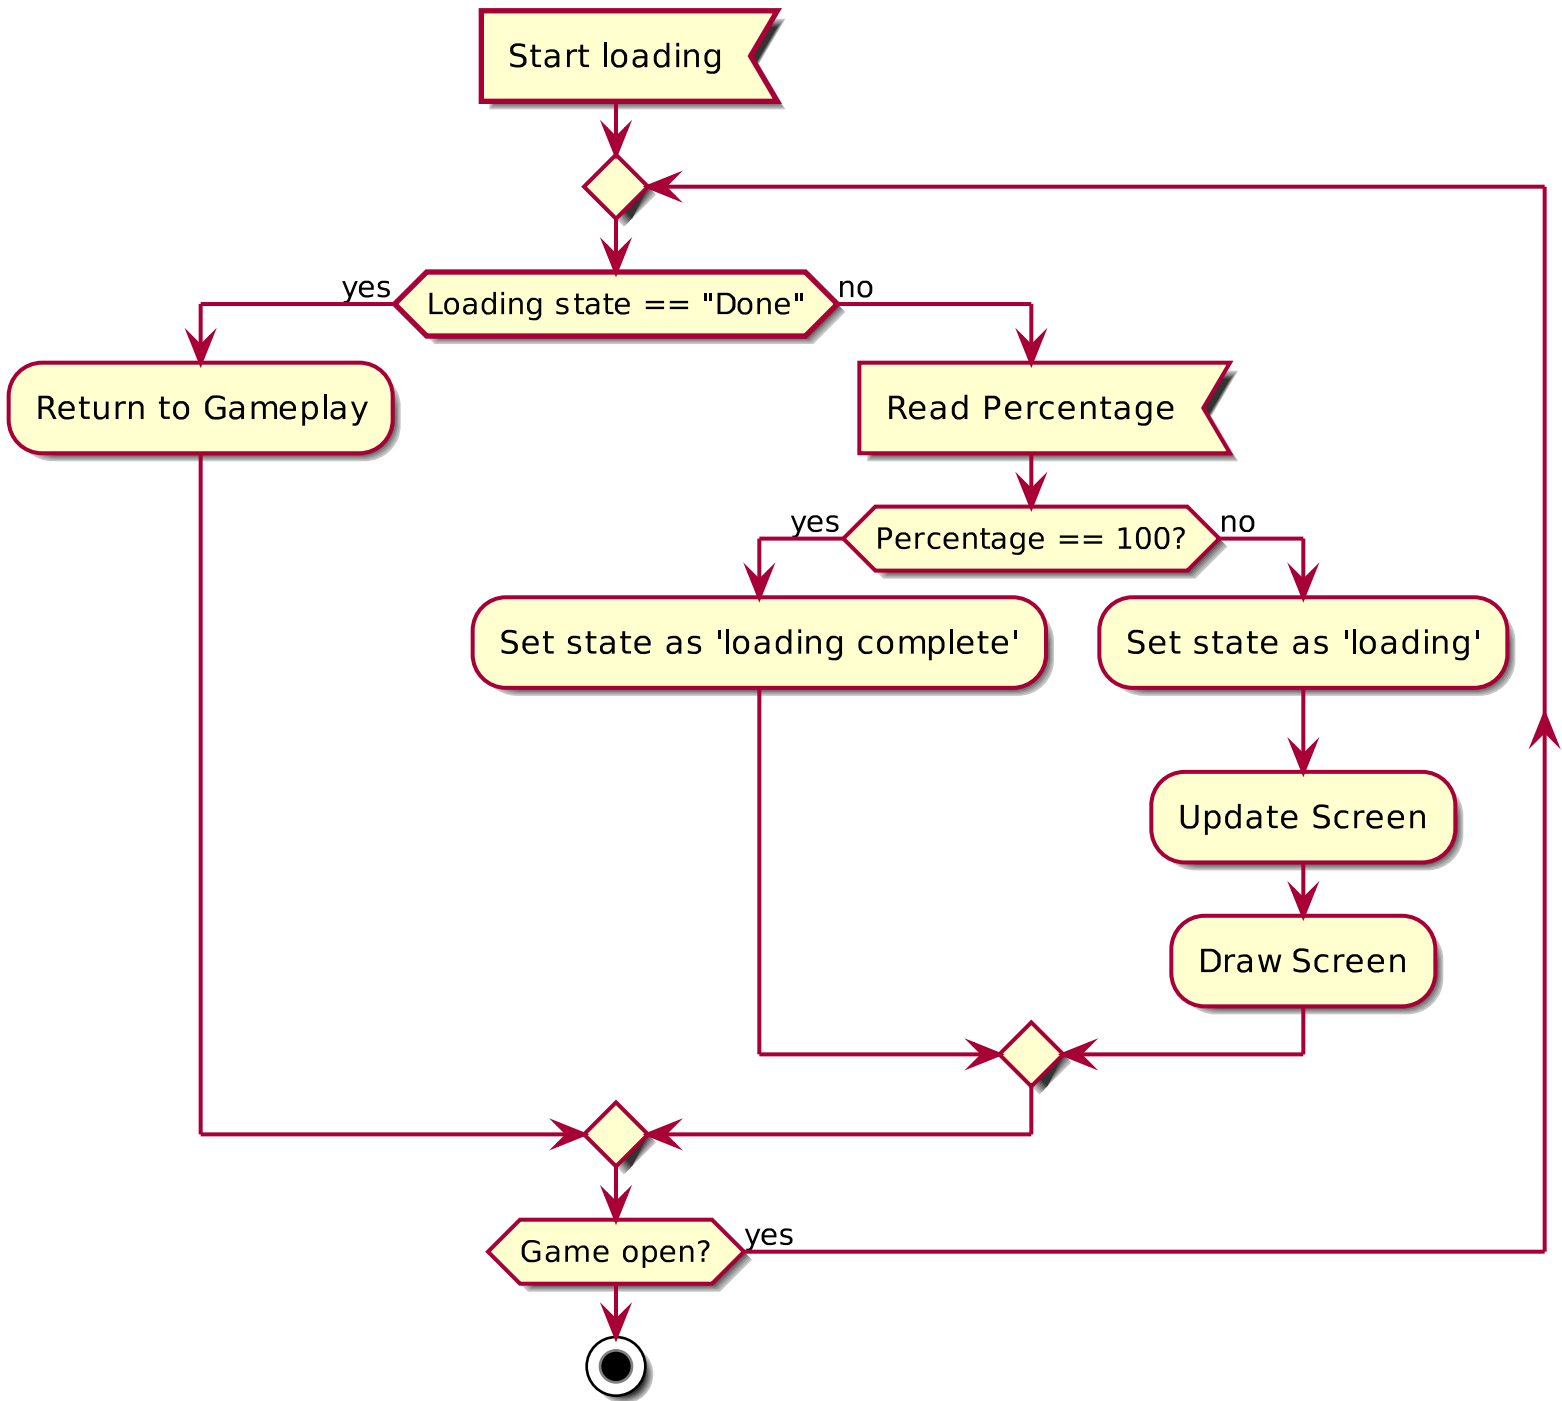 Start loading
yes
Loading state == "Done"
no
Return to Gameplay
Read Percentage
yes
Percentage == 100?
no
Set state as 'loading complete'
Set state as 'loading'
Update Screen
Draw Screen
Game open?
yes